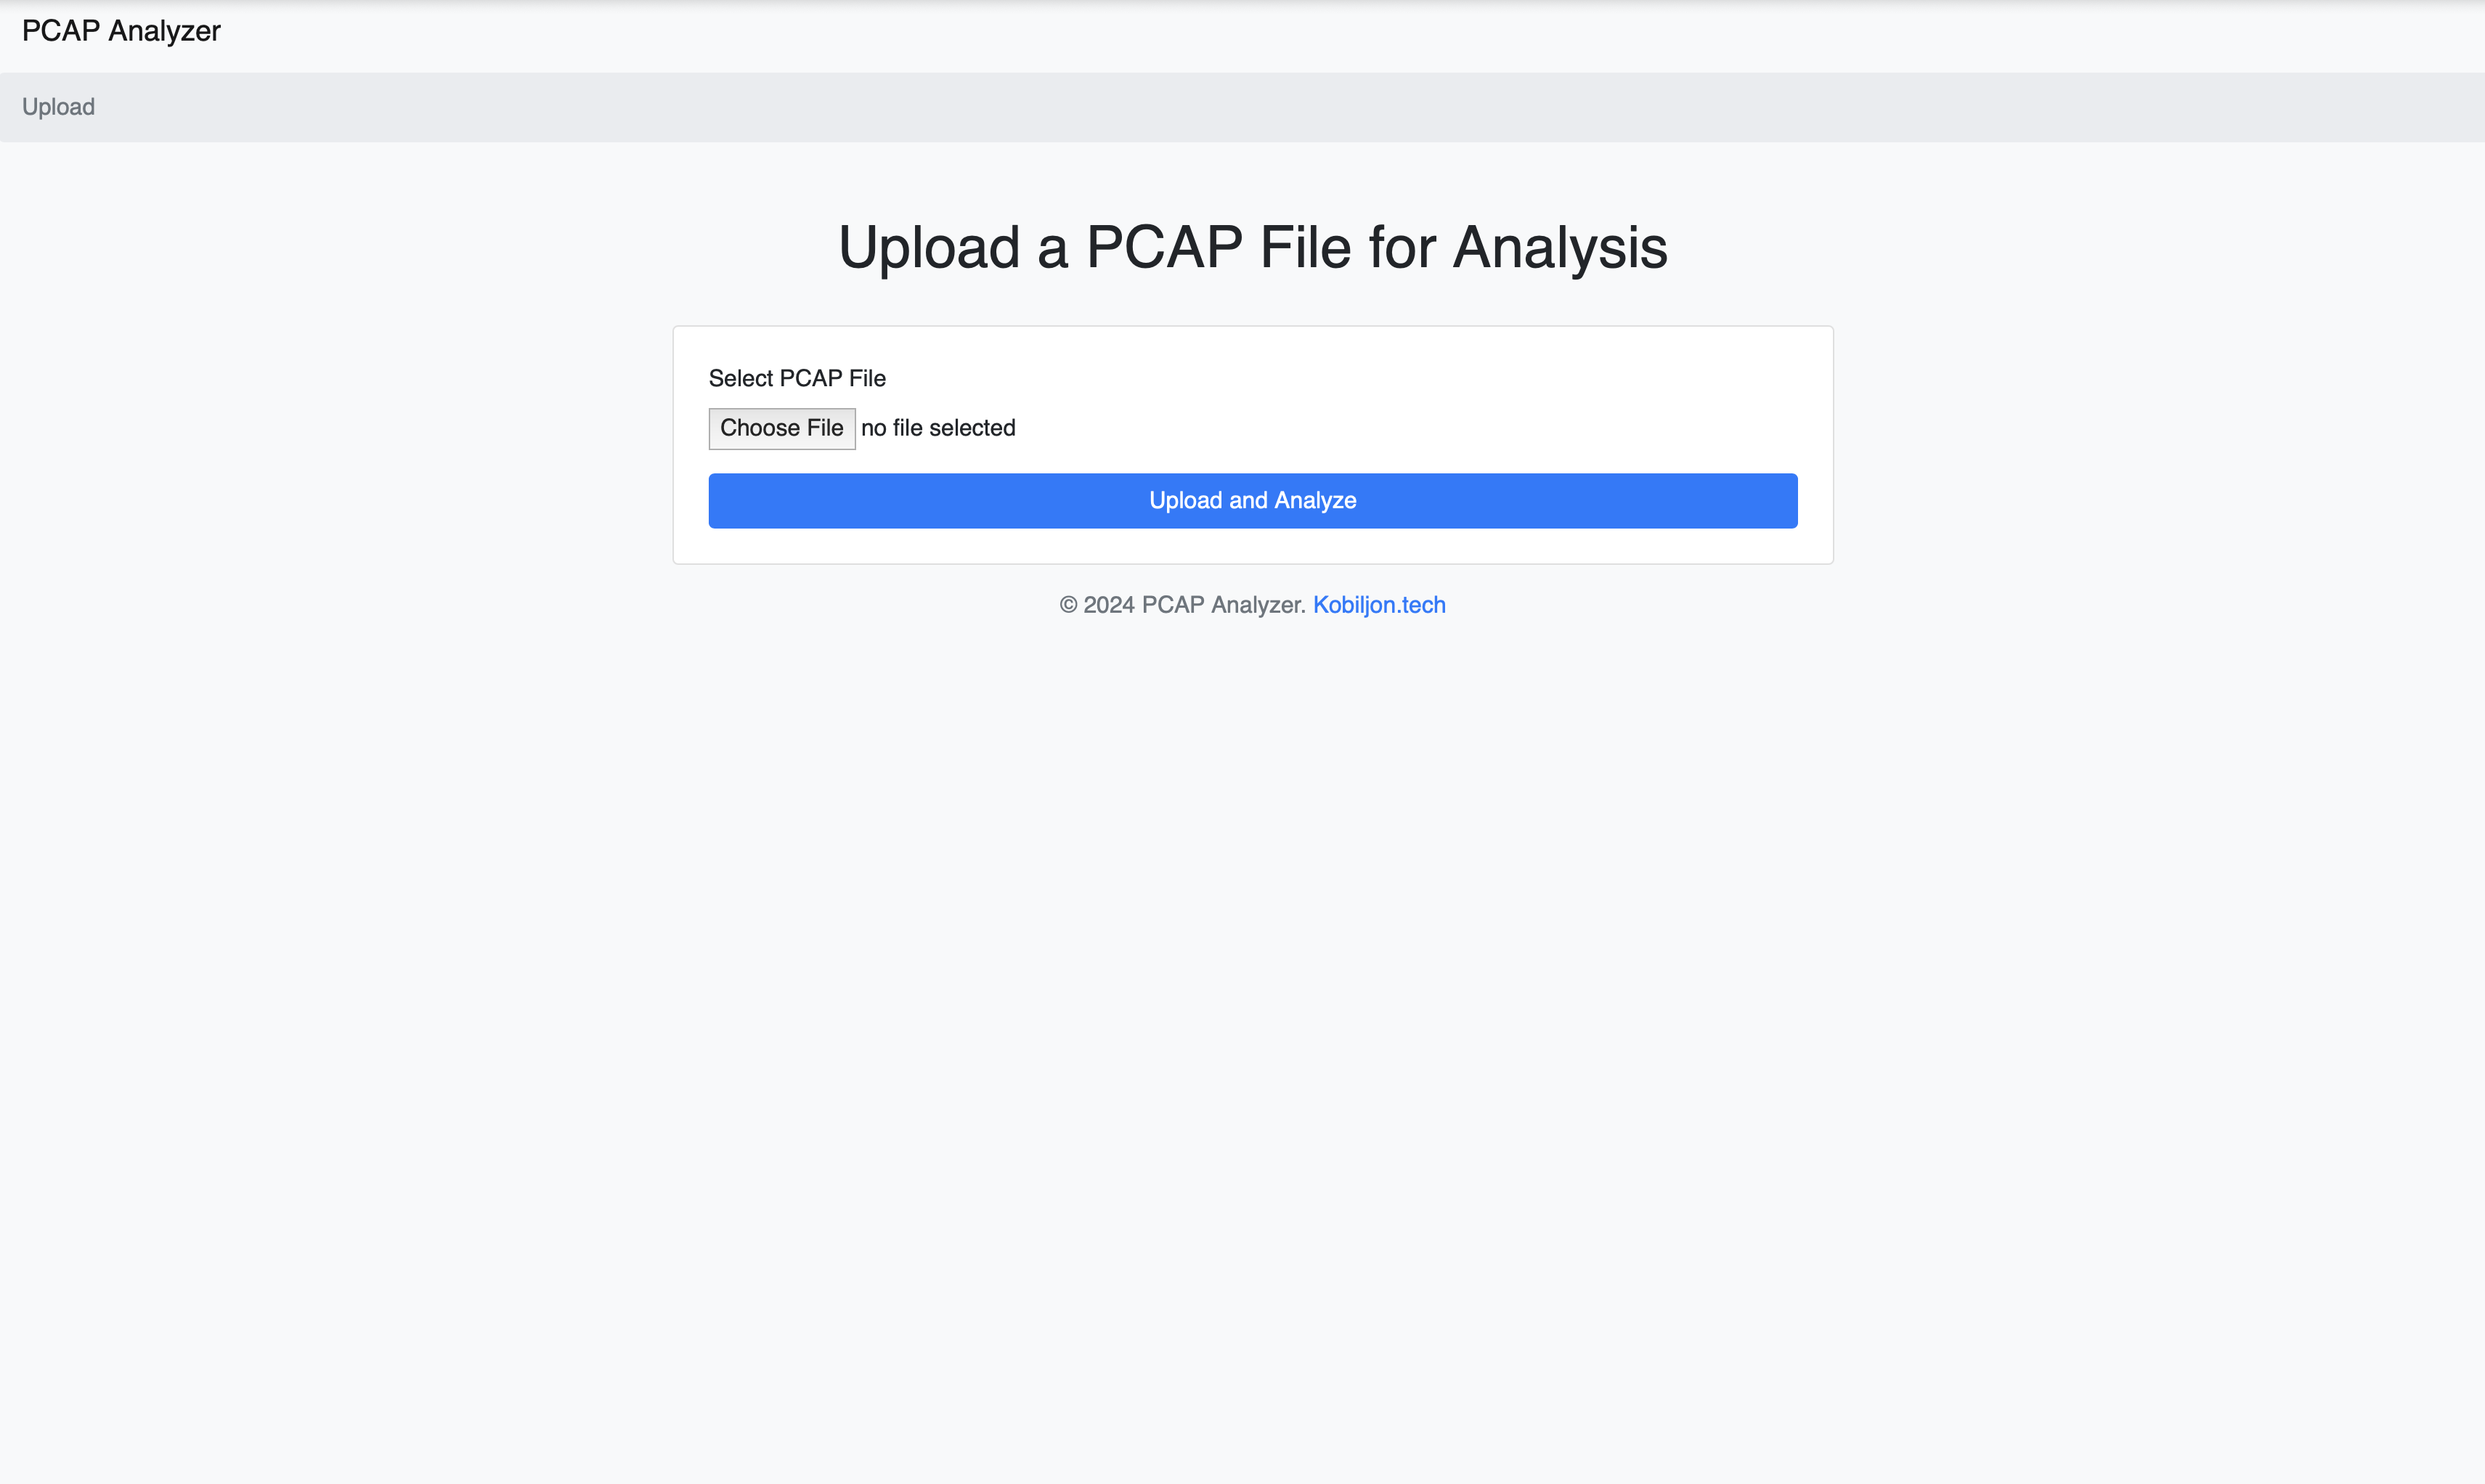 PCAP Analyzer
Upload
Upload a PCAP File for Analysis
Select PCAP File
Choose File no file selected
Upload and Analyze
© 2024 PCAP Analyzer. Kobiljon.tech